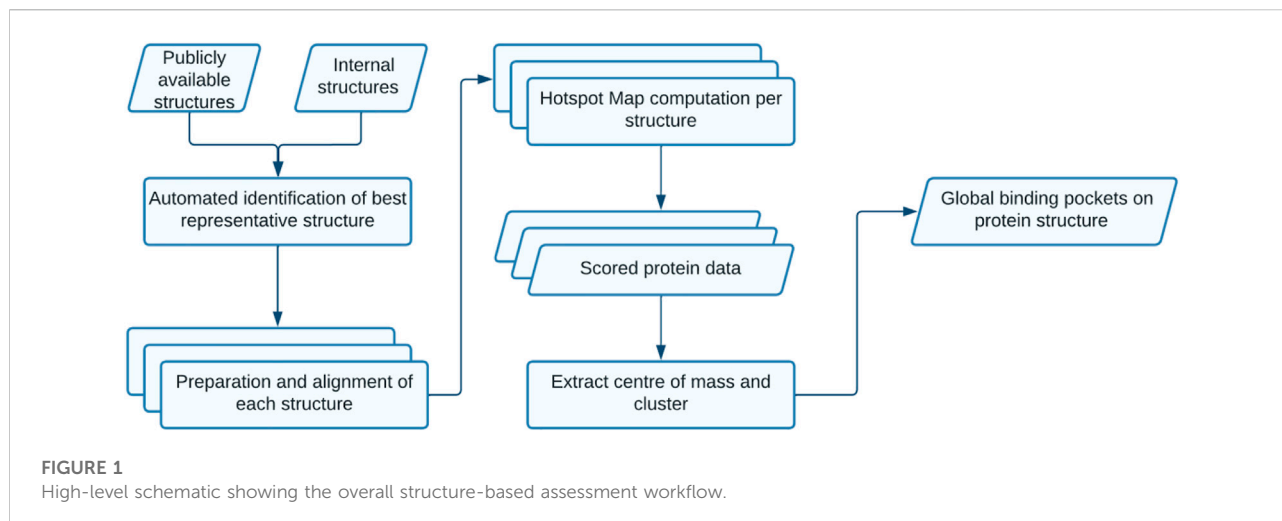 Publicly
available
structures
Internal
structures
Automated identification of best
representative structure
Preparation and alignment of
each structure
Hotspot Map computation per
structure
Scored protein data
Extract centre of mass and
cluster
Global binding pockets on
protein structure
FIGURE 1
High-level schematic showing the overall structure-based assessment workflow.